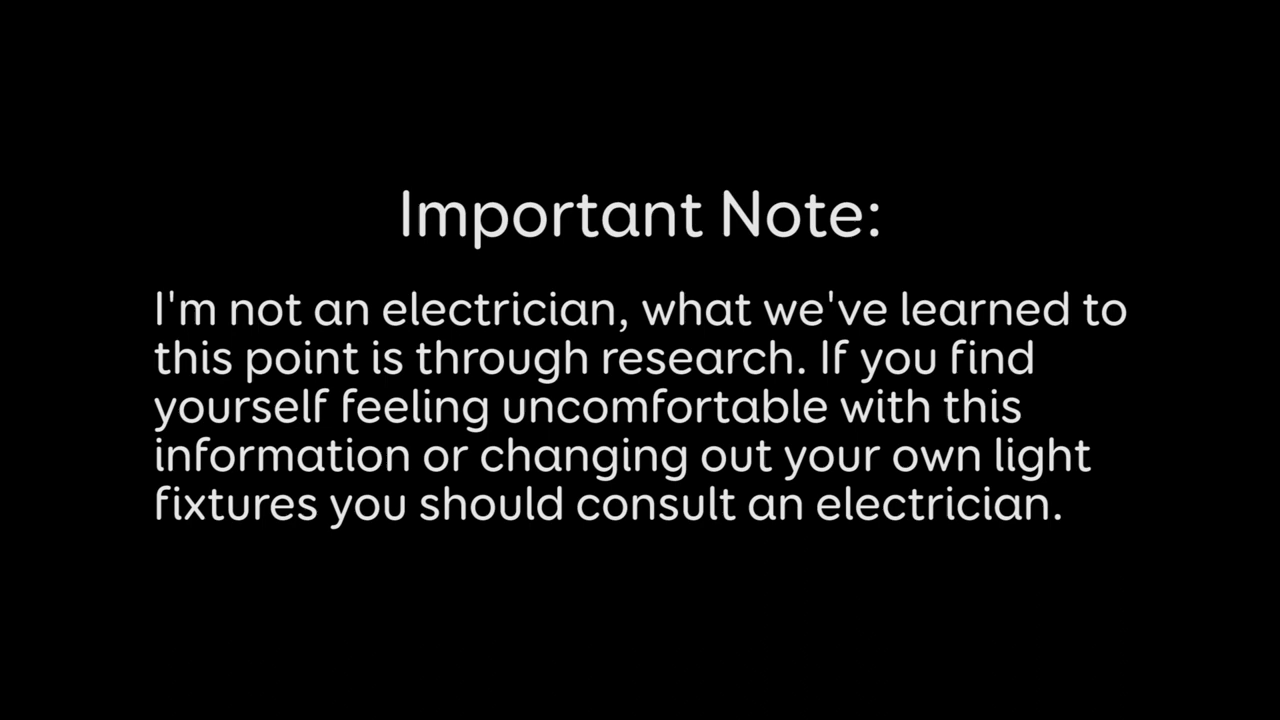 Important Note:
I'm not an electrician, what we've learned to
this point is through research. If you find
yourself feeling uncomfortable with this
information or changing out your own light
fixtures you should consult an electrician.